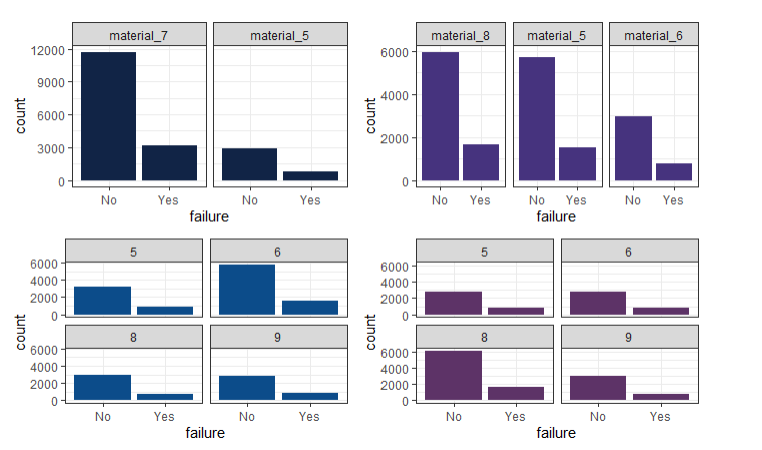 material_7 material_5
12000
9000
6000
3000
0
count
No Yes No Yes
failure
material_8 material_5 material_6
6000
4000
2000
0
count
No Yes No Yes No Yes
failure
5 6
6000
4000
2000
0
8 9
6000
4000
2000
0
count
No Yes No Yes
failure
5 6
6000
4000
2000
0
8 9
6000
4000
2000
0
count
No Yes No Yes
failure